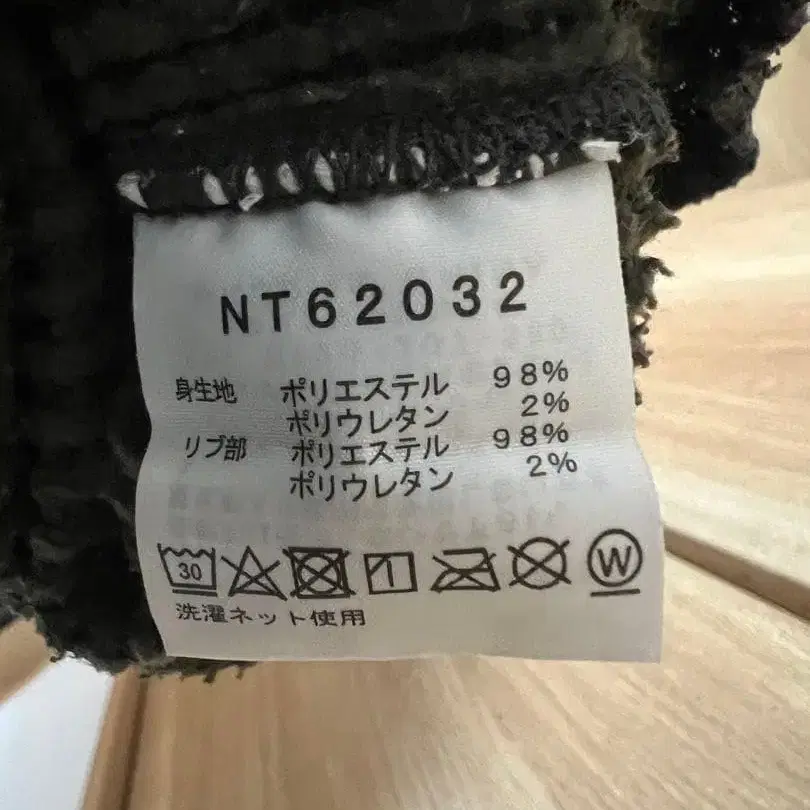 NT62032
身生地 ポリエステル 98%
ポリウレタン 2%
リブ部 ポリエステル 98%
ポリウレタン 2%
30 W
洗濯ネット使用